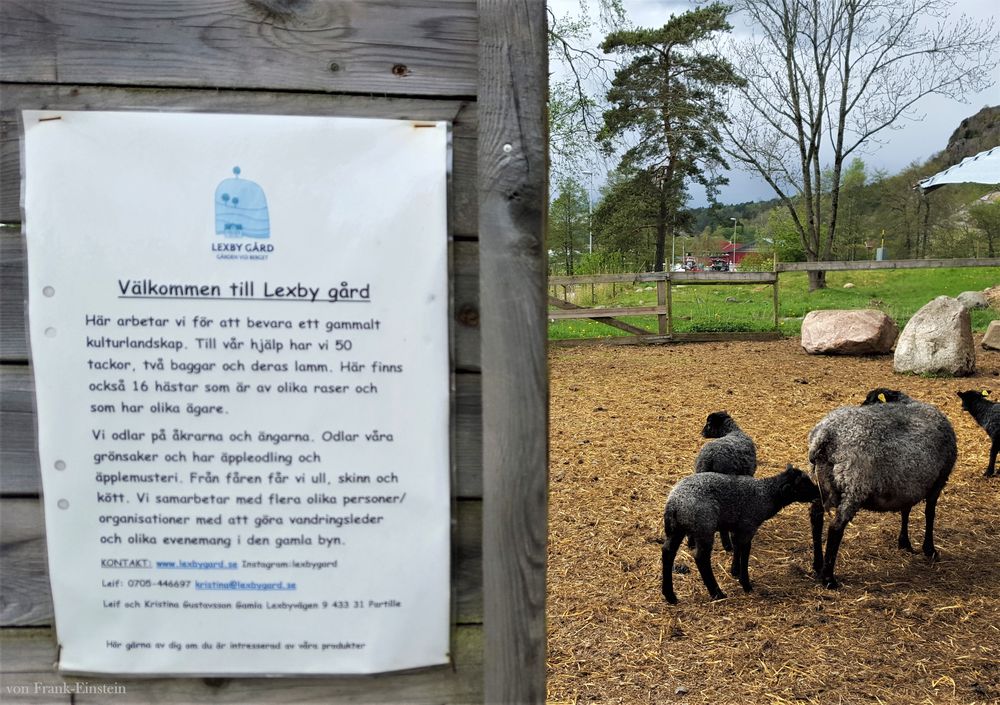 LEXBY GÅRD
GÅRDEN VID BERGET
Välkommen till Lexby gård
Här arbetar vi för att bevara ett gammalt
kulturlandskap. Till vår hjälp har vi 50
tackor, två baggar och deras lamm. Här finns
också 16 hästar som är av olika raser och
som har olika ägare.
Vi odlar på åkrarna och ängarna. Odlar våra
grönsaker och har äppleodling och
äpplemusteri. Från fåren får vi ull, skinn och
kött. Vi samarbetar med flera olika personer/
organisationer med att göra vandringsleder
och olika evenemang i den gamla byn.
KONTAKT: www.lexbygard.se Instagram:lexbygard
Leif: 0705-446697 kristina@lexbygard.se
Leif och Kristina Gustavsson Gamla Lexbyvägen 9 433 31 Partille
Hör gärna av dig om du är intresserad av våra produkter
von Frank-Einstein